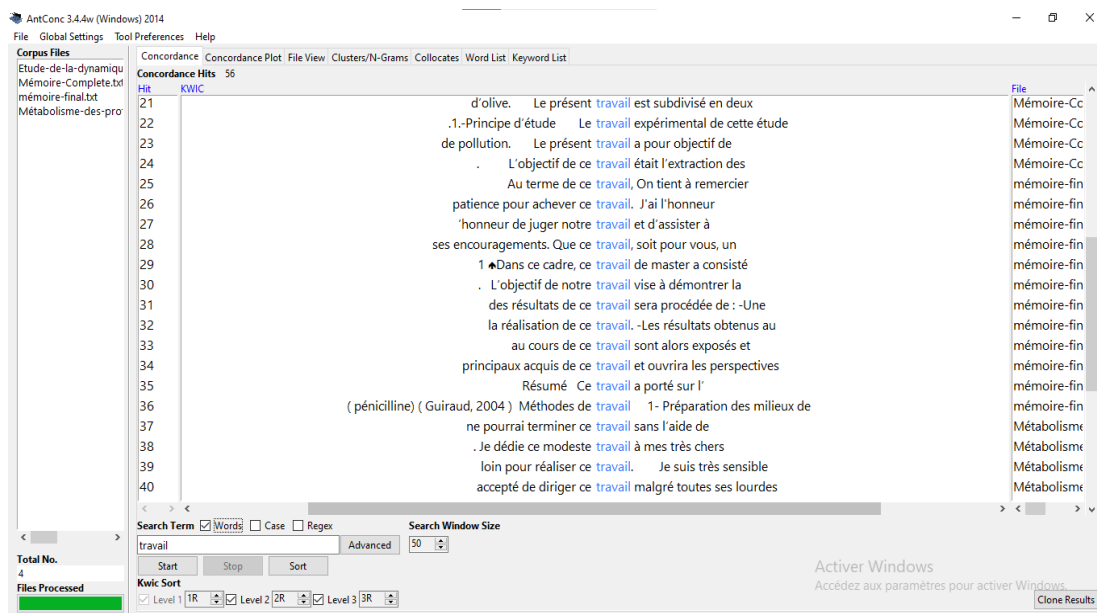 AntConc 3.4.4w (Windows) 2014
File Global Settings Tool Preferences Help
Corpus Files
Etude-de-la-dynamiqu
Mémoire-Complete.txt
mémoire-final.txt
Métabolisme-des-pro
Concordance Concordance Plot File View Clusters/N-Grams Collocates Word List Keyword List
Concordance Hits 56
Hit KWIC File
21 d'olive. Le présent travail est subdivisé en deux Mémoire-Cc
22 .1.-Principe d'étude Le travail expérimental de cette étude Mémoire-Cc
23 de pollution. Le présent travail a pour objectif de Mémoire-Cc
24 . L'objectif de ce travail était l'extraction des Mémoire-Cc
25 Au terme de ce travail, On tient à remercier mémoire-fin
26 patience pour achever ce travail. J'ai l'honneur mémoire-fin
27 'honneur de juger notre travail et d'assister à mémoire-fin
28 ses encouragements. Que ce travail, soit pour vous, un mémoire-fin
29 1 ♠Dans ce cadre, ce travail de master a consisté mémoire-fin
30 . L'objectif de notre travail vise à démontrer la mémoire-fin
31 des résultats de ce travail sera procédée de : -Une mémoire-fin
32 la réalisation de ce travail. -Les résultats obtenus au mémoire-fin
33 au cours de ce travail sont alors exposés et mémoire-fin
34 principaux acquis de ce travail et ouvrira les perspectives mémoire-fin
35 Résumé Ce travail a porté sur l' mémoire-fin
36 ( pénicilline) ( Guiraud, 2004 ) Méthodes de travail 1- Préparation des milieux de mémoire-fin
37 ne pourrai terminer ce travail sans l'aide de Métabolisme
38 . Je dédie ce modeste travail à mes très chers Métabolisme
39 loin pour réaliser ce travail. Je suis très sensible Métabolisme
40 accepté de diriger ce travail malgré toutes ses lourdes Métabolisme
Search Term Words Case Regex Search Window Size
travail Advanced 50
Start Stop Sort
Kwic Sort
Level 1 1R Level 2 2R Level 3 3R
Total No.
4
Files Processed
Activer Windows
Accédez aux paramètres pour activer Windows.
Clone Results